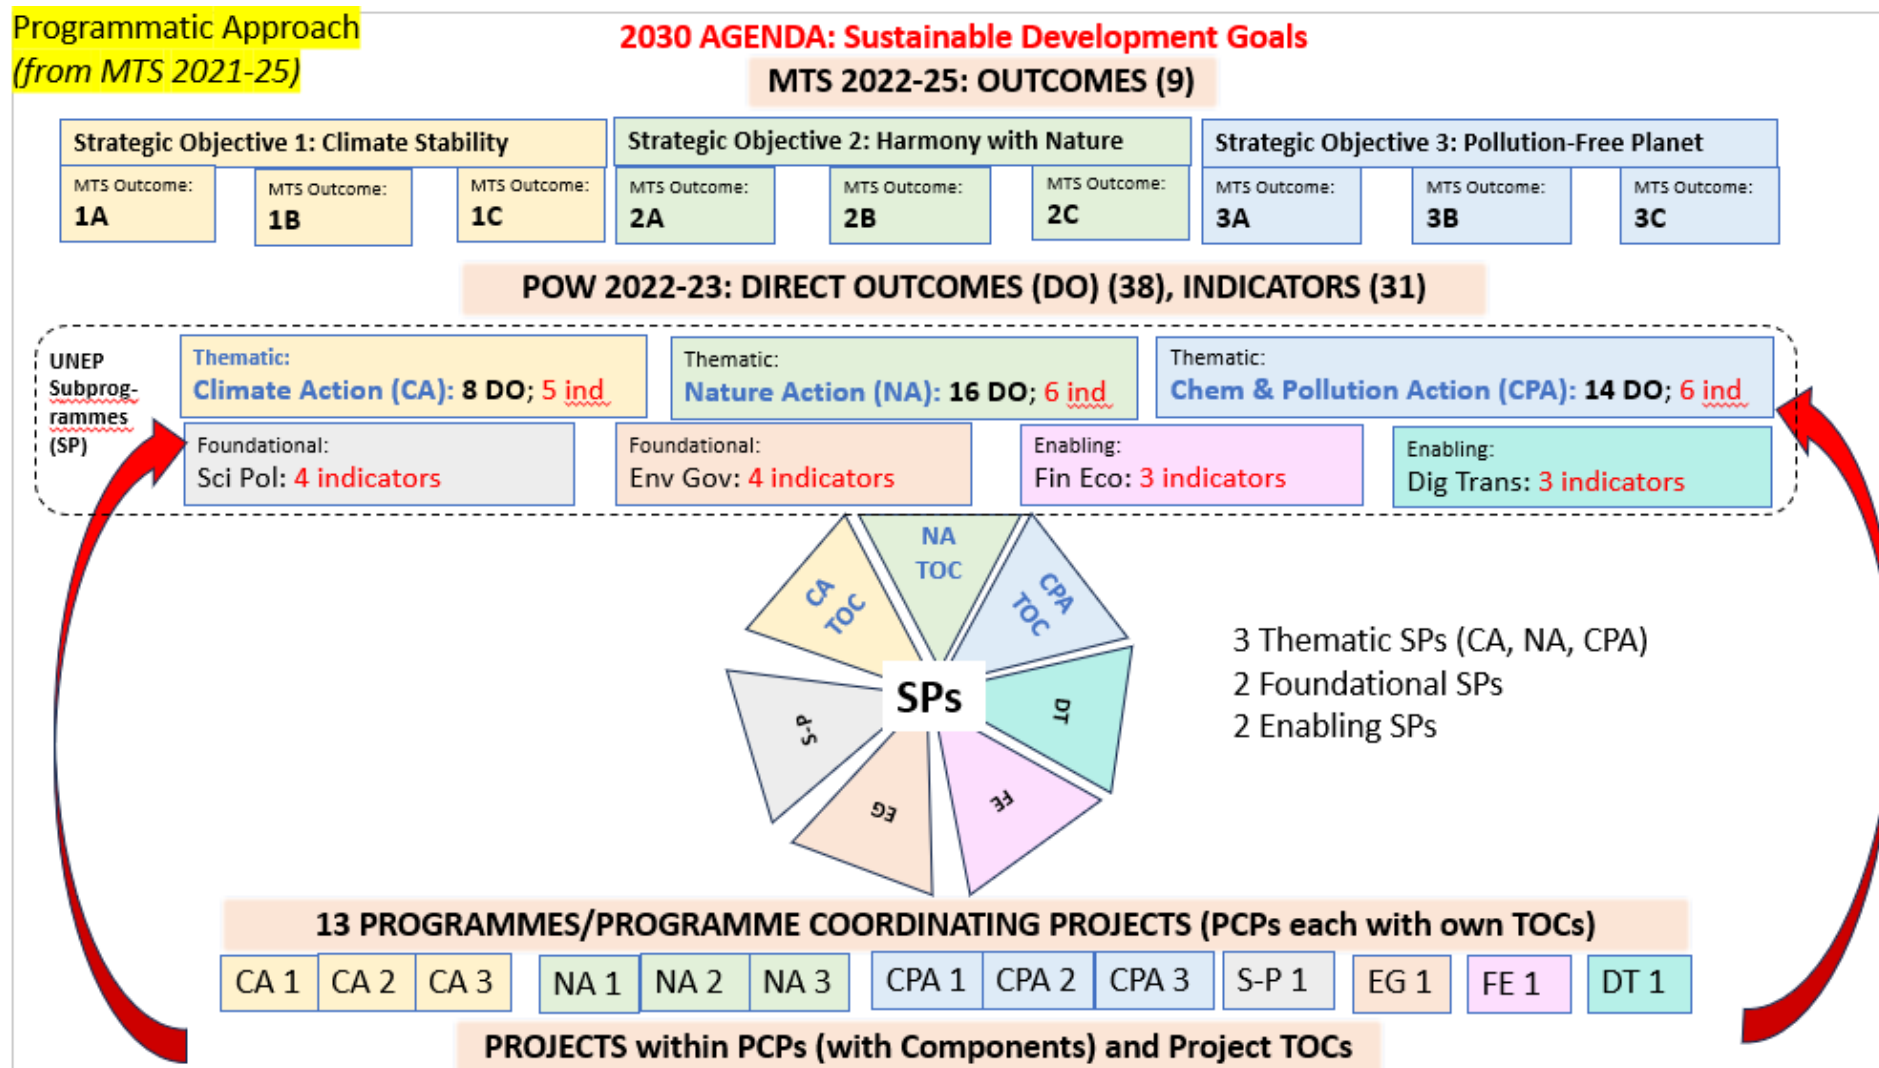 Programmatic Approach
(from MTS 2021-25)
2030 AGENDA: Sustainable Development Goals
MTS 2022-25: OUTCOMES (9)
Strategic Objective 1: Climate Stability
MTS Outcome:
1A
MTS Outcome:
1B
MTS Outcome:
1C
Strategic Objective 2: Harmony with Nature
MTS Outcome:
2A
MTS Outcome:
2B
MTS Outcome:
2C
Strategic Objective 3: Pollution-Free Planet
MTS Outcome:
3A
MTS Outcome:
3B
MTS Outcome:
3C
POW 2022-23: DIRECT OUTCOMES (DO) (38), INDICATORS (31)
UNEP
Subprog-
rammes
(SP)
Thematic:
Climate Action (CA): 8 DO; 5 ind
Thematic:
Nature Action (NA): 16 DO; 6 ind
Thematic:
Chem & Pollution Action (CPA): 14 DO; 6 ind
Foundational:
Sci Pol: 4 indicators
Foundational:
Env Gov: 4 indicators
Enabling:
Fin Eco: 3 indicators
Enabling:
Dig Trans: 3 indicators
CA
TOC
NA
TOC
CPA
TOC
DT
FE
EG
S-P
SPs
3 Thematic SPs (CA, NA, CPA)
2 Foundational SPs
2 Enabling SPs
13 PROGRAMMES/PROGRAMME COORDINATING PROJECTS (PCPs each with own TOCs)
CA 1
CA 2
CA 3
NA 1
NA 2
NA 3
CPA 1
CPA 2
CPA 3
S-P 1
EG 1
FE 1
DT 1
PROJECTS within PCPs (with Components) and Project TOCs